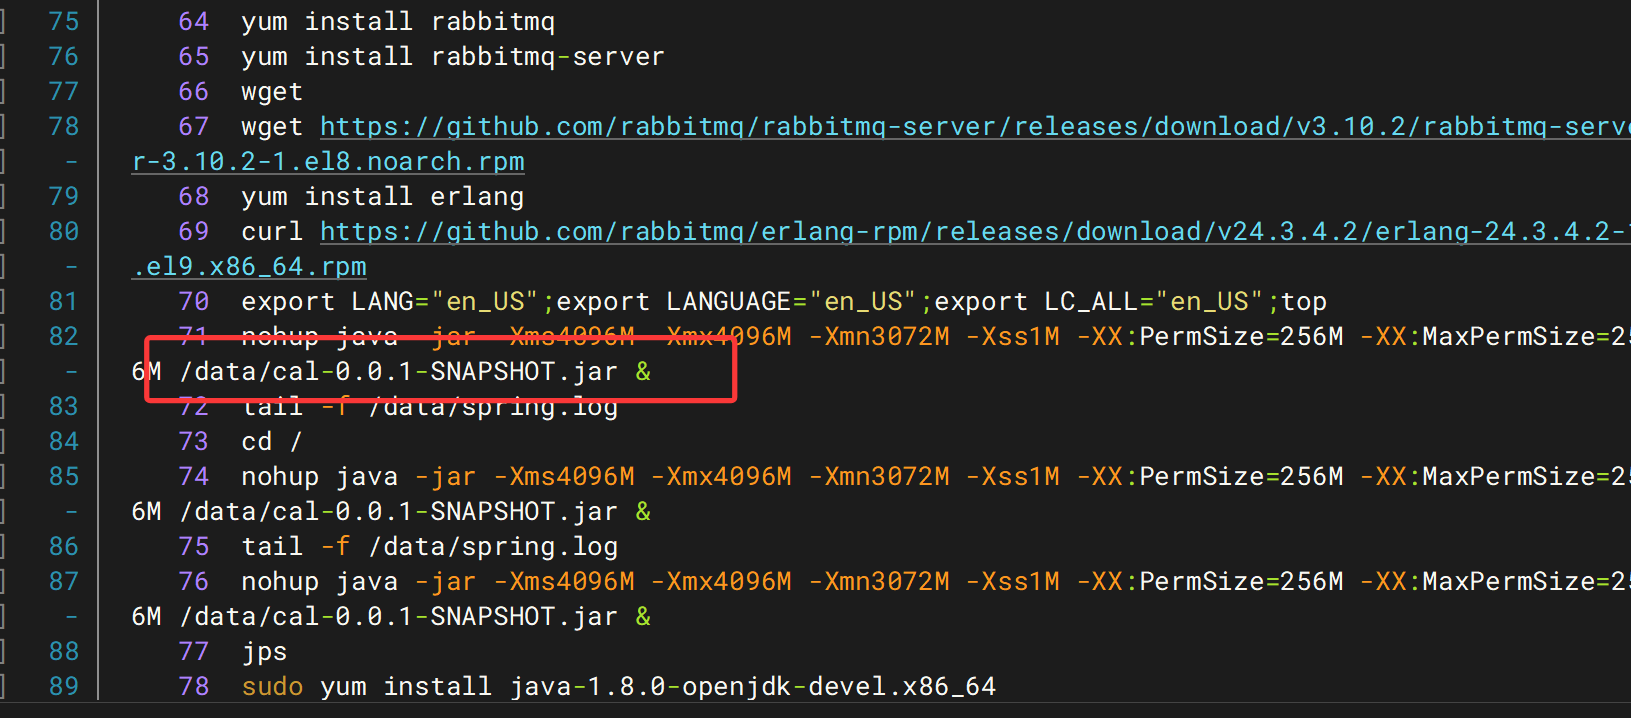 ] 75 64 yum install rabbitmq
] 76 65 yum install rabbitmq-server
] 77 66 wget
] 78 67 wget https://github.com/rabbitmq/rabbitmq-server/releases/download/v3.10.2/rabbitmq-serve
] - r-3.10.2-1.el8.noarch.rpm
] 79 68 yum install erlang
] 80 69 curl https://github.com/rabbitmq/erlang-rpm/releases/download/v24.3.4.2/erlang-24.3.4.2-1
] - .el9.x86_64.rpm
] 81 70 export LANG="en_US";export LANGUAGE="en_US";export LC_ALL="en_US";top
] 82 71 nohup java -jar -Xms4096M -Xmx4096M -Xmn3072M -Xss1M -XX:PermSize=256M -XX:MaxPermSize=25
] - 6M /data/cal-0.0.1-SNAPSHOT.jar &
] 83 72 tail -f /data/spring.log
] 84 73 cd /
] 85 74 nohup java -jar -Xms4096M -Xmx4096M -Xmn3072M -Xss1M -XX:PermSize=256M -XX:MaxPermSize=25
] - 6M /data/cal-0.0.1-SNAPSHOT.jar &
] 86 75 tail -f /data/spring.log
] 87 76 nohup java -jar -Xms4096M -Xmx4096M -Xmn3072M -Xss1M -XX:PermSize=256M -XX:MaxPermSize=25
] - 6M /data/cal-0.0.1-SNAPSHOT.jar &
] 88 77 jps
] 89 78 sudo yum install java-1.8.0-openjdk-devel.x86_64